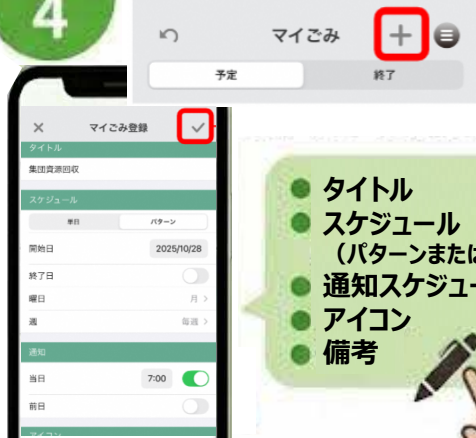 4
マイごみ
予定
終了
マイごみ登録
タイトル
集団資源回収
スケジュール
単日
パターン
開始日
2025/10/28
終了日
曜日
月 >
週
毎週 >
通知
当日
7:00
前日
アイコン
タイトル
スケジュール
（パターンまたは
通知スケジュー
アイコン
備考